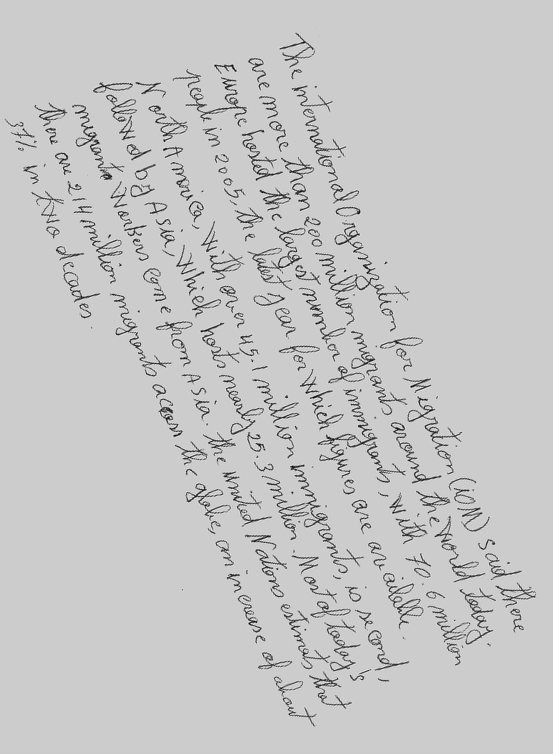 The international Organization for Migration (iOM) said there
are more than 200 million migrants around the world today.
Europe hosted the largest number of immigrants, with 70.6 million
people in 2005, the latest year for which figures are available.
North America, with over 45,1 million immigrants, is second,
followed by Asia, which hosts nearly 25.3 million. Most of today's
migrants workers come from Asia. the united Nations estimats that
there are 214 million migrants across the globe, an increase of about
37% in two decades.